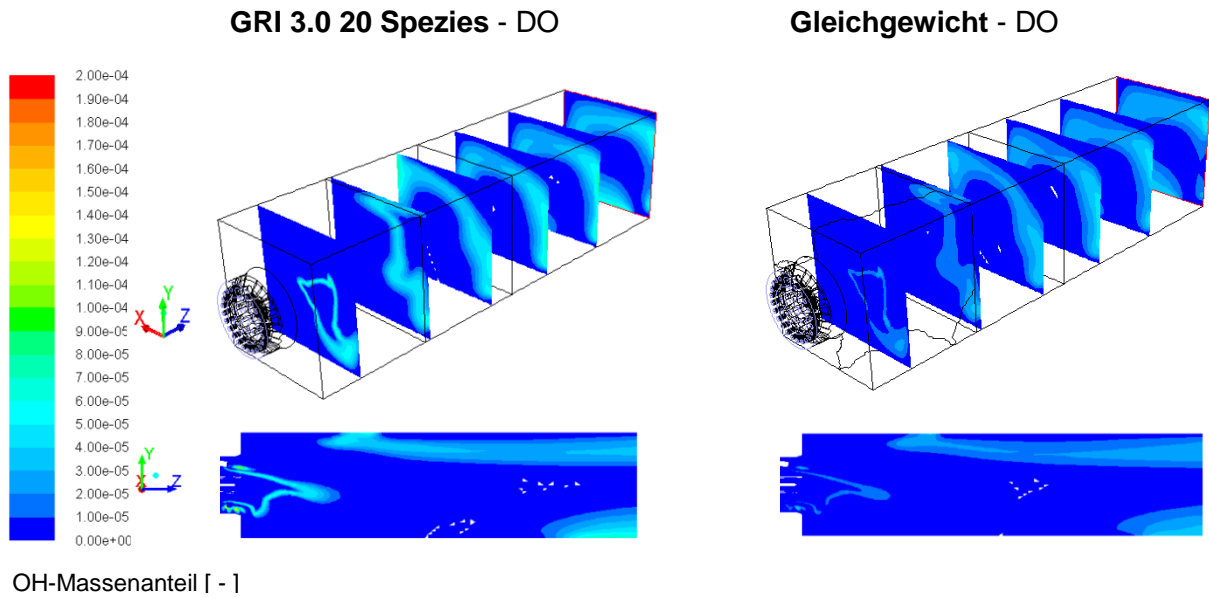 GRI 3.0 20 Spezies - DO
Gleichgewicht - DO
2.00e-04
1.90e-04
1.80e-04
1.70e-04
1.60e-04
1.50e-04
1.40e-04
1.30e-04
1.20e-04
1.10e-04
1.00e-04
9.00e-05
8.00e-05
7.00e-05
6.00e-05
5.00e-05
4.00e-05
3.00e-05
2.00e-05
1.00e-05
0.00e+00
Y
X
Z
Y
X
Z
OH-Massenanteil [ - ]